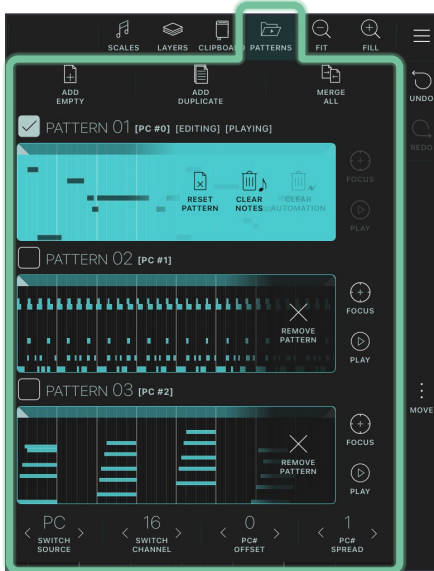 SCALES LAYERS CLIPBOARD PATTERNS FIT FILL
ADD EMPTY
ADD DUPLICATE
MERGE ALL
UNDO
REDO
PATTERN 01 [PC #0] [EDITING] [PLAYING]
RESET PATTERN
CLEAR NOTES
CLEAR AUTOMATION
FOCUS
PLAY
PATTERN 02 [PC #1]
REMOVE PATTERN
FOCUS
PLAY
PATTERN 03 [PC #2]
MOVE
REMOVE PATTERN
FOCUS
PLAY
PC 16 0 1
SWITCH SOURCE
SWITCH CHANNEL
PC# OFFSET
PC# SPREAD